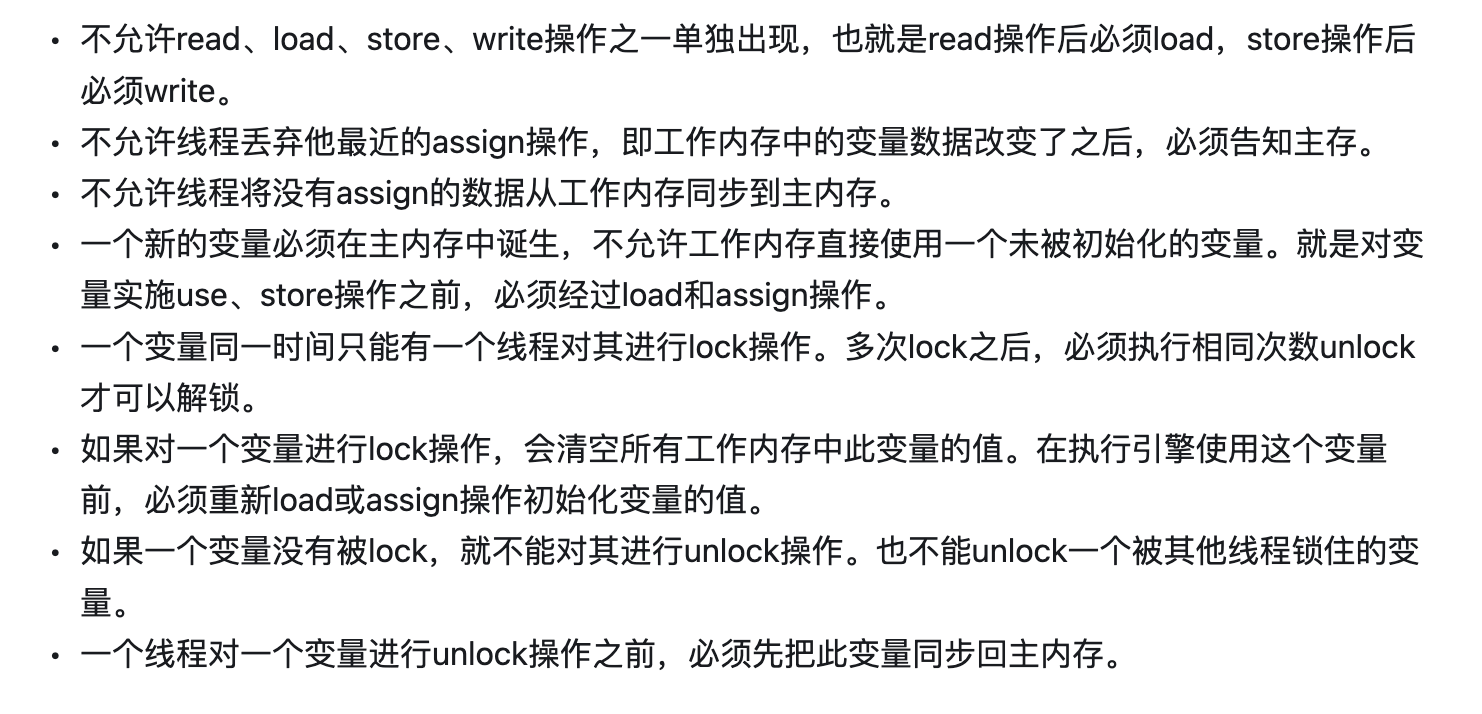 • 不允许read、load、store、write操作之一单独出现，也就是read操作后必须load，store操作后
必须write。
• 不允许线程丢弃他最近的assign操作，即工作内存中的变量数据改变了之后，必须告知主存。
• 不允许线程将没有assign的数据从工作内存同步到主内存。
• 一个新的变量必须在主内存中诞生，不允许工作内存直接使用一个未被初始化的变量。就是对变
量实施use、store操作之前，必须经过load和assign操作。
• 一个变量同一时间只能有一个线程对其进行lock操作。多次lock之后，必须执行相同次数unlock
才可以解锁。
• 如果对一个变量进行lock操作，会清空所有工作内存中此变量的值。在执行引擎使用这个变量
前，必须重新load或assign操作初始化变量的值。
• 如果一个变量没有被lock，就不能对其进行unlock操作。也不能unlock一个被其他线程锁住的变
量。
• 一个线程对一个变量进行unlock操作之前，必须先把此变量同步回主内存。